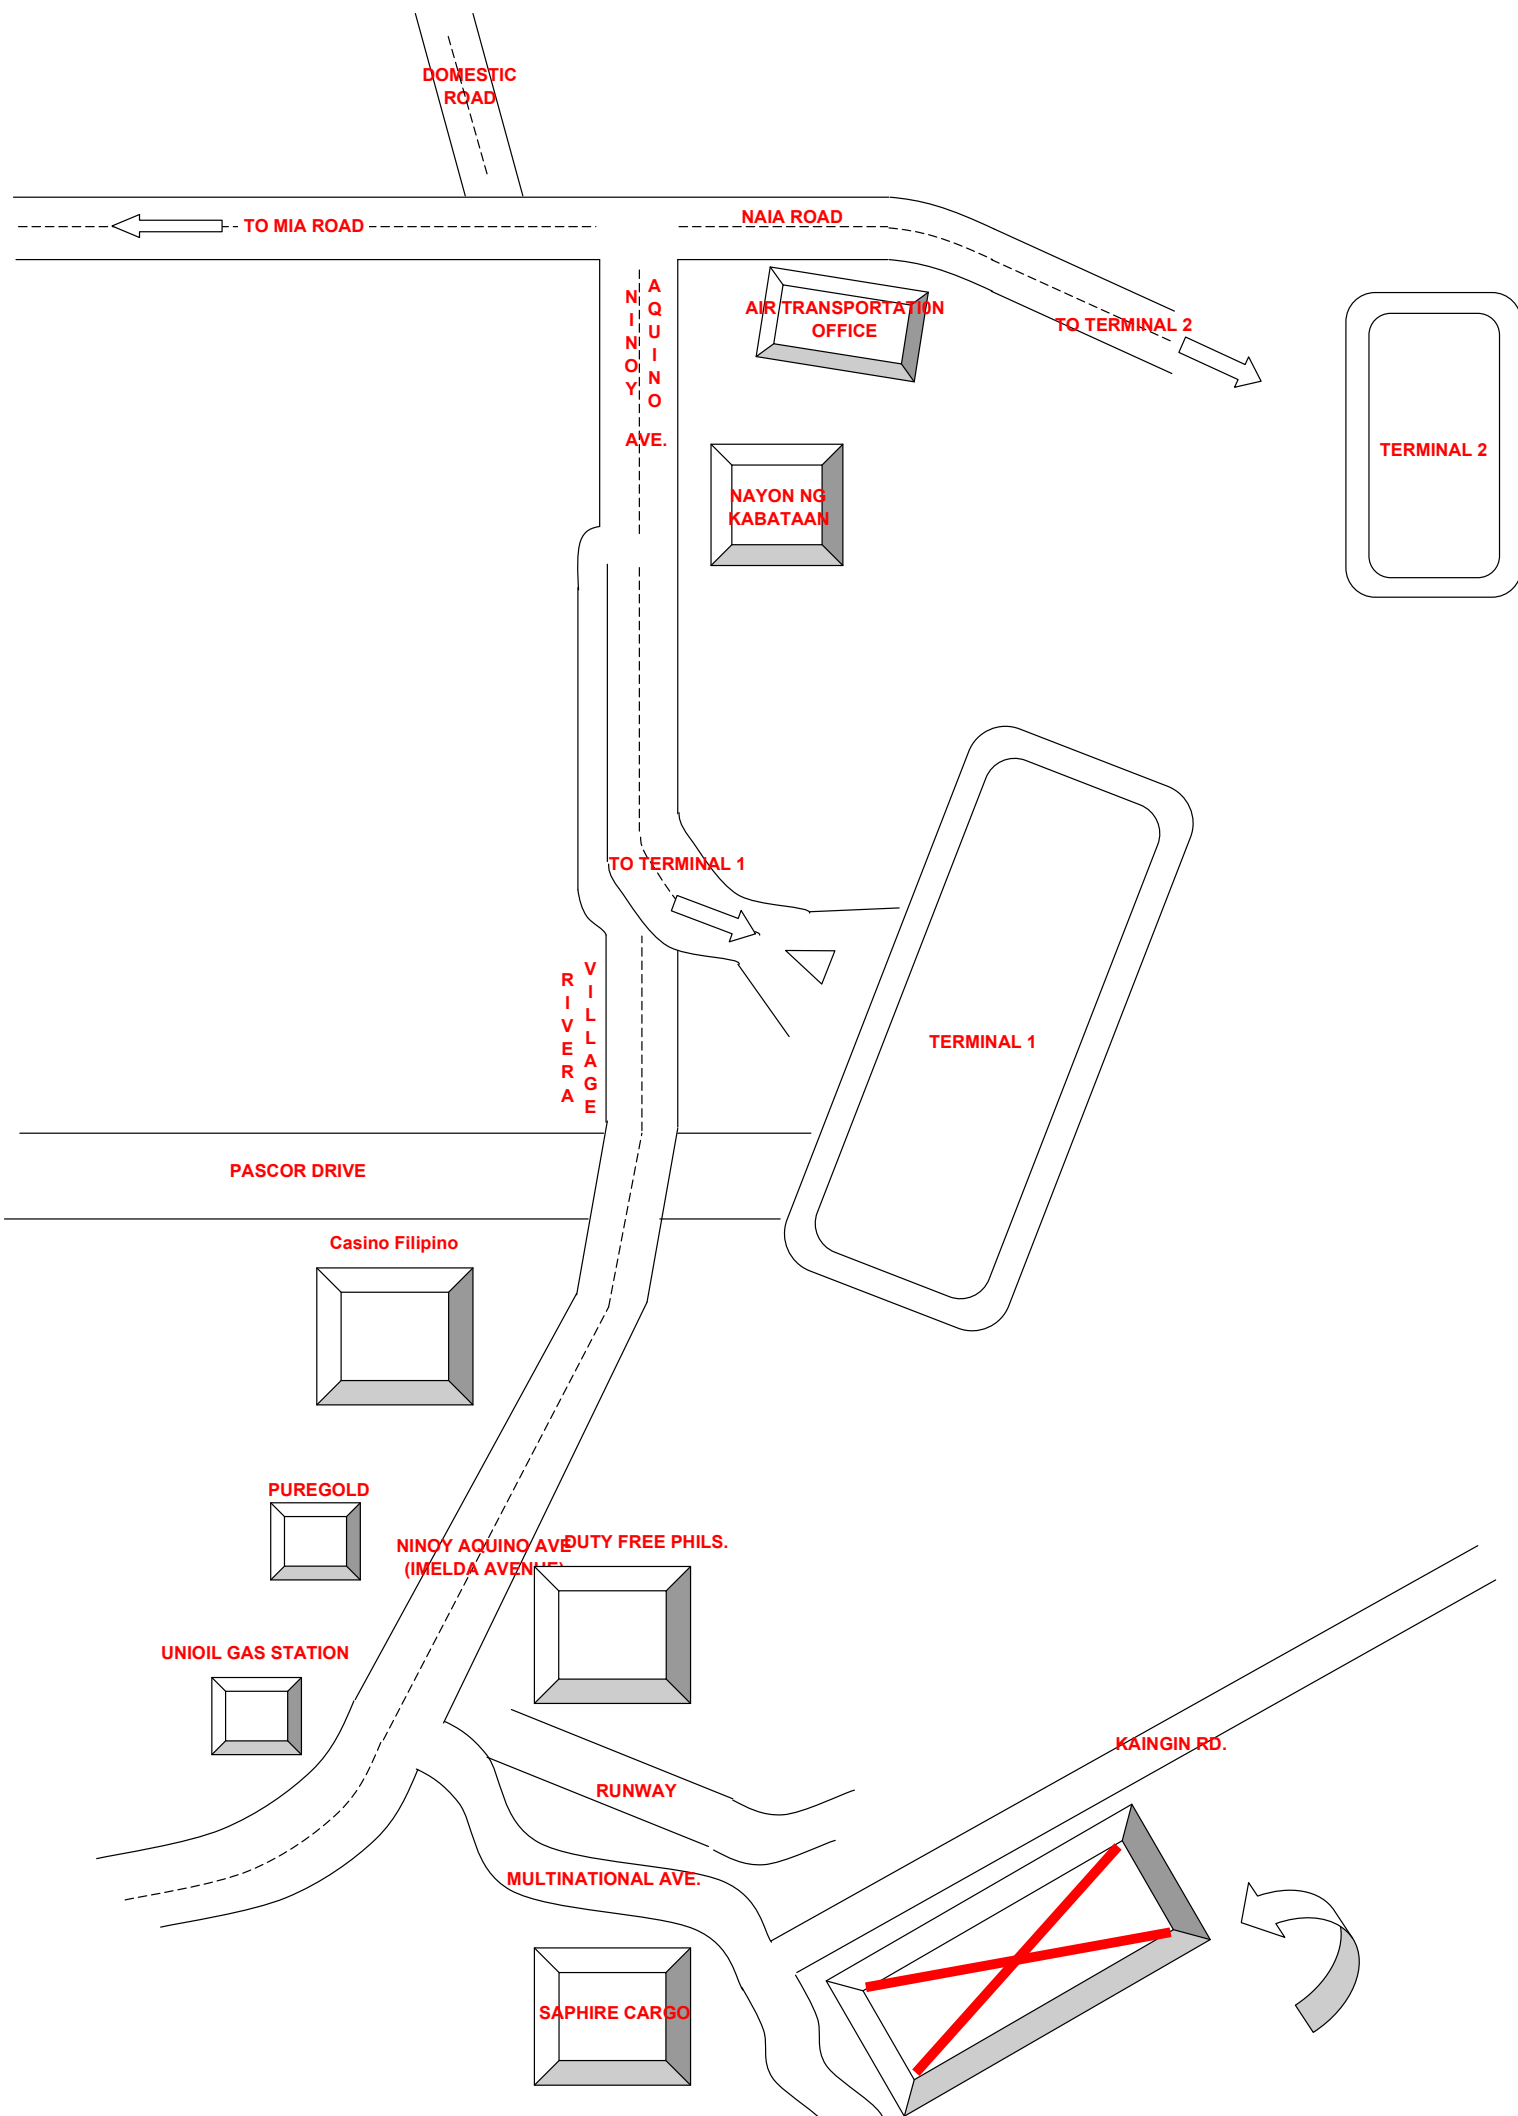 DOMESTIC
ROAD
TO MIA ROAD
NAIA ROAD
NINOY
AQUINO
AVE.
AIR TRANSPORTATI0N
OFFICE
TO TERMINAL 2
TERMINAL 2
NAYON NG
KABATAAN
TO TERMINAL 1
RIVERA
VILLAGE
TERMINAL 1
PASCOR DRIVE
Casino Filipino
PUREGOLD
NINOY AQUINO AVE
(IMELDA AVENUE)
DUTY FREE PHILS.
UNIOIL GAS STATION
KAINGIN RD.
RUNWAY
MULTINATIONAL AVE.
SAPHIRE CARGO